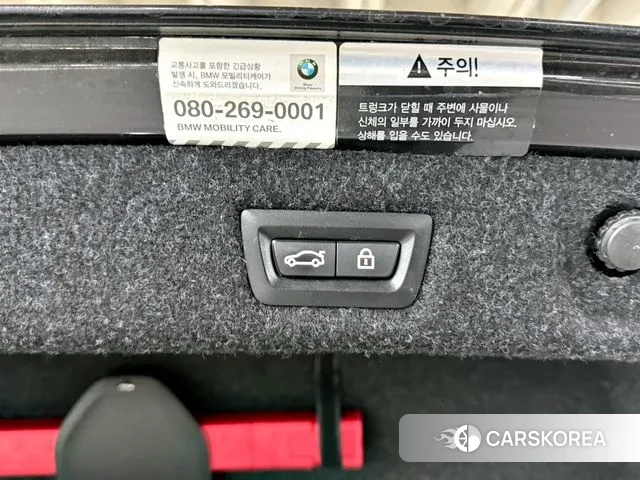 교통사고를 포함한 긴급상황
발생 시, BMW 모빌리티케어가
신속하게 도와드리겠습니다.
080-269-0001
BMW MOBILITY CARE.
주의!
트렁크가 닫힐 때 주변에 사물이나
신체의 일부를 가까이 두지 마십시오.
상해를 입을 수도 있습니다.
CARSKOREA